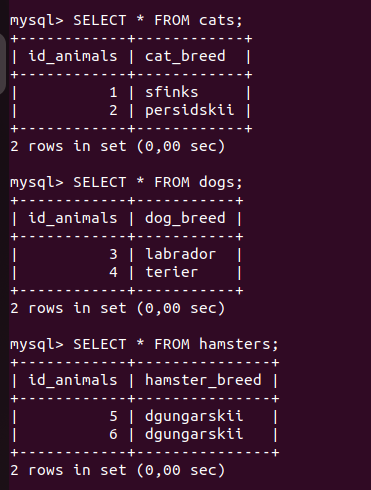 mysql> SELECT * FROM cats;
+------------+------------+
| id_animals | cat_breed  |
+------------+------------+
|          1 | sfinks     |
|          2 | persidskii |
+------------+------------+
2 rows in set (0,00 sec)
mysql> SELECT * FROM dogs;
+------------+-----------+
| id_animals | dog_breed |
+------------+-----------+
|          3 | labrador  |
|          4 | terier    |
+------------+-----------+
2 rows in set (0,00 sec)
mysql> SELECT * FROM hamsters;
+------------+---------------+
| id_animals | hamster_breed |
+------------+---------------+
|          5 | dgungarskii   |
|          6 | dgungarskii   |
+------------+---------------+
2 rows in set (0,00 sec)